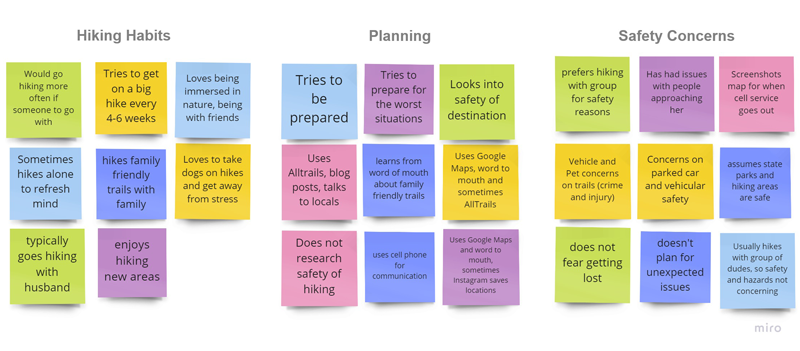 Hiking Habits
Would go
hiking more
often if
someone to go
with
Tries to get
on a big
hike every
4-6 weeks
Loves being
immersed in
nature, being
with friends
Sometimes
hikes alone
to refresh
mind
hikes family
friendly
trails with
family
Loves to take
dogs on hikes
and get away
from stress
typically
goes hiking
with
husband
enjoys
hiking
new areas
Planning
Tries to
be
prepared
Tries to
prepare for
the worst
situations
Looks into
safety of
destination
Uses
Alltrails, blog
posts, talks
to locals
learns from
word of mouth
about family
friendly trails
Uses Google
Maps, word to
mouth and
sometimes
AllTrails
Does not
research
safety of
hiking
uses cell phone
for
communication
Uses Google Maps
and word to
mouth,
sometimes
Instagram saves
locations
Safety Concerns
prefers hiking
with group
for safety
reasons
Has had issues
with people
approaching
her
Screenshots
map for when
cell service
goes out
Vehicle and
Pet concerns
on trails (crime
and injury)
Concerns on
parked car
and vehicular
safety
assumes state
parks and
hiking areas
are safe
does not
fear getting
lost
doesn't
plan for
unexpected
issues
Usually hikes
with group of
dudes, so safety
and hazards not
concerning
miro